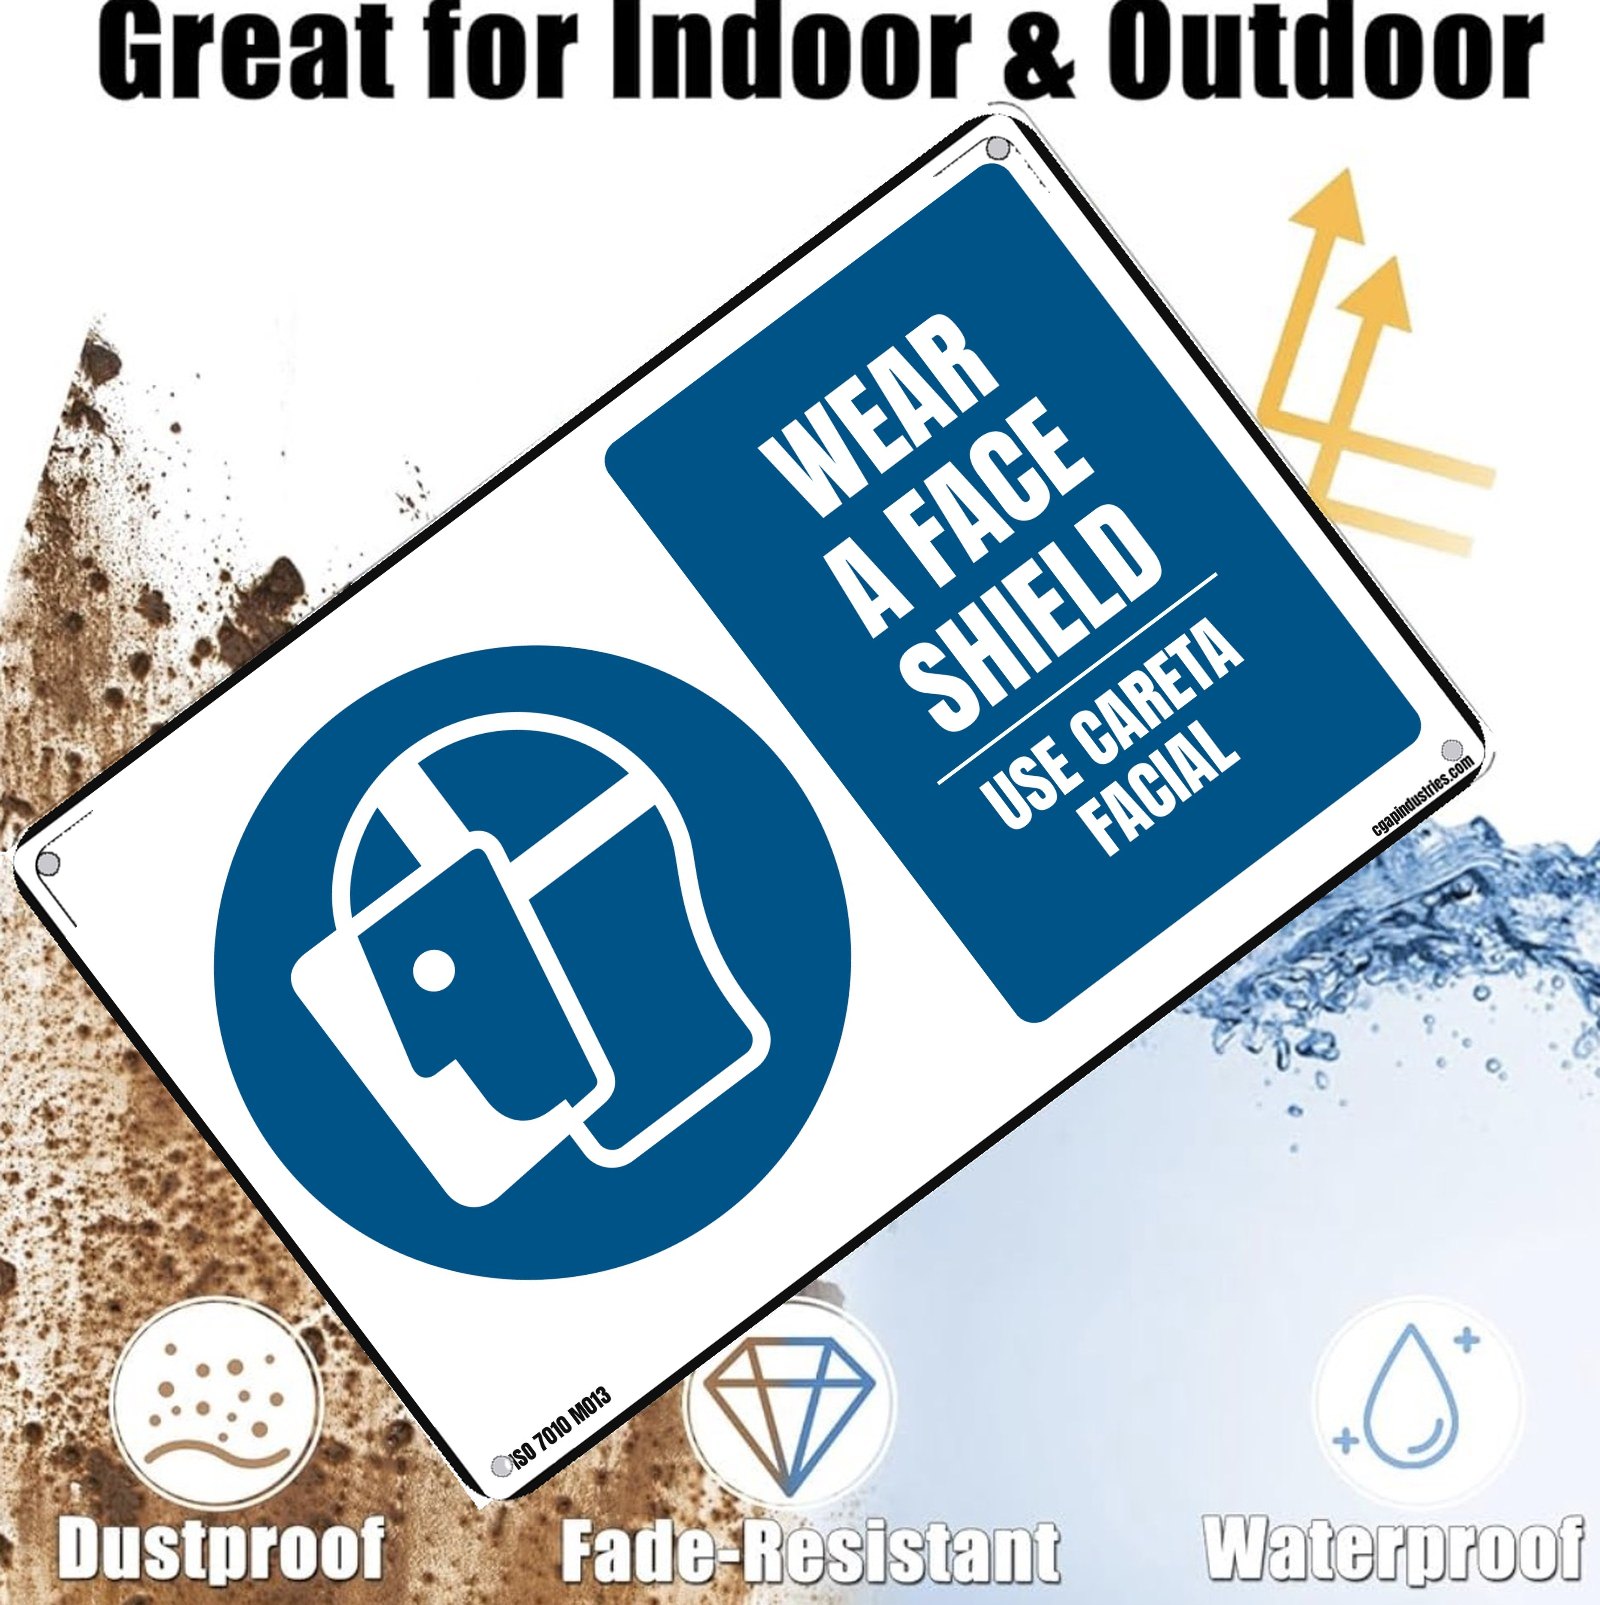 Great for Indoor & Outdoor
WEAR
A FACE
SHIELD
USE CARETA
FACIAL
cgapindustries.com
ISO 7010 M013
Dustproof
Fade-Resistant
Waterproof